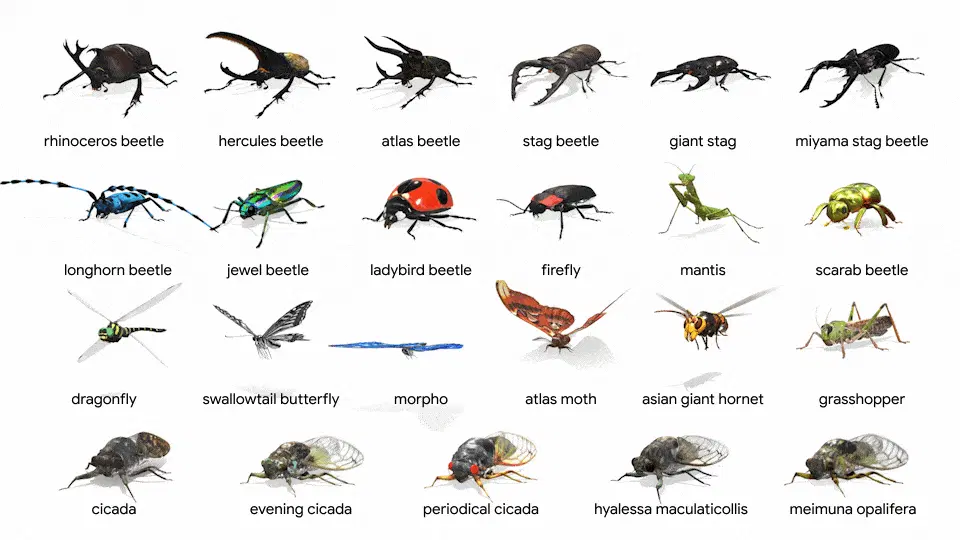 rhinoceros beetle
hercules beetle
atlas beetle
stag beetle
giant stag
miyama stag beetle
longhorn beetle
jewel beetle
ladybird beetle
firefly
mantis
scarab beetle
dragonfly
swallowtail butterfly
morpho
atlas moth
asian giant hornet
grasshopper
cicada
evening cicada
periodical cicada
hyalessa maculaticollis
meimuna opalifera